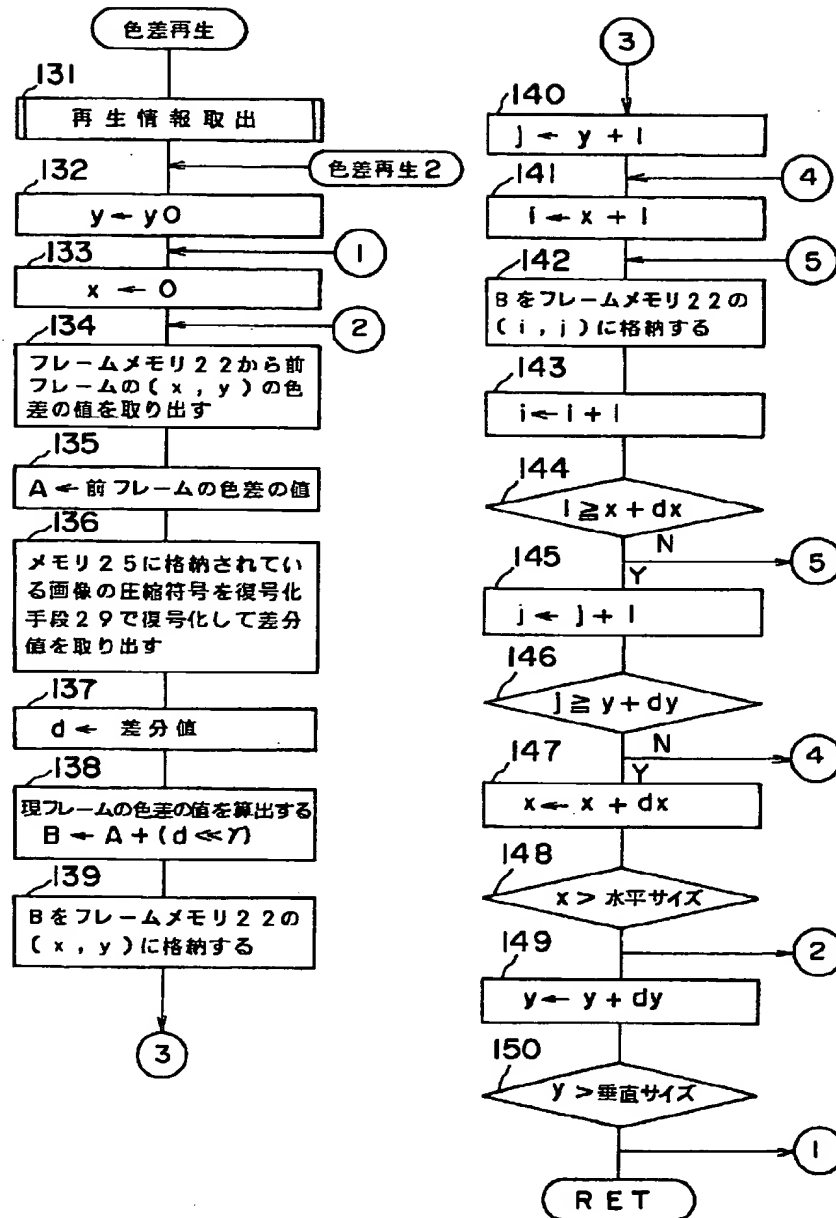 色差再生
131
再生情報取出
色差再生2
132
y ← y0
1
133
x ← 0
2
134
フレームメモリ22から前
フレームの(x,y)の色
差の値を取り出す
135
A ← 前フレームの色差の値
136
メモリ25に格納されてい
る画像の圧縮符号を復号化
手段29で復号化して差分
値を取り出す
137
d ← 差分値
138
現フレームの色差の値を算出する
B ← A + (d ≪ γ)
139
Bをフレームメモリ22の
(x,y)に格納する
3
3
140
j ← y + 1
4
141
i ← x + 1
5
142
Bをフレームメモリ22の
(i,j)に格納する
143
i ← i + 1
144
i ≧ x + dx
N
5
Y
145
j ← j + 1
146
j ≧ y + dy
N
4
Y
147
x ← x + dx
148
x > 水平サイズ
2
149
y ← y + dy
150
y > 垂直サイズ
1
RET